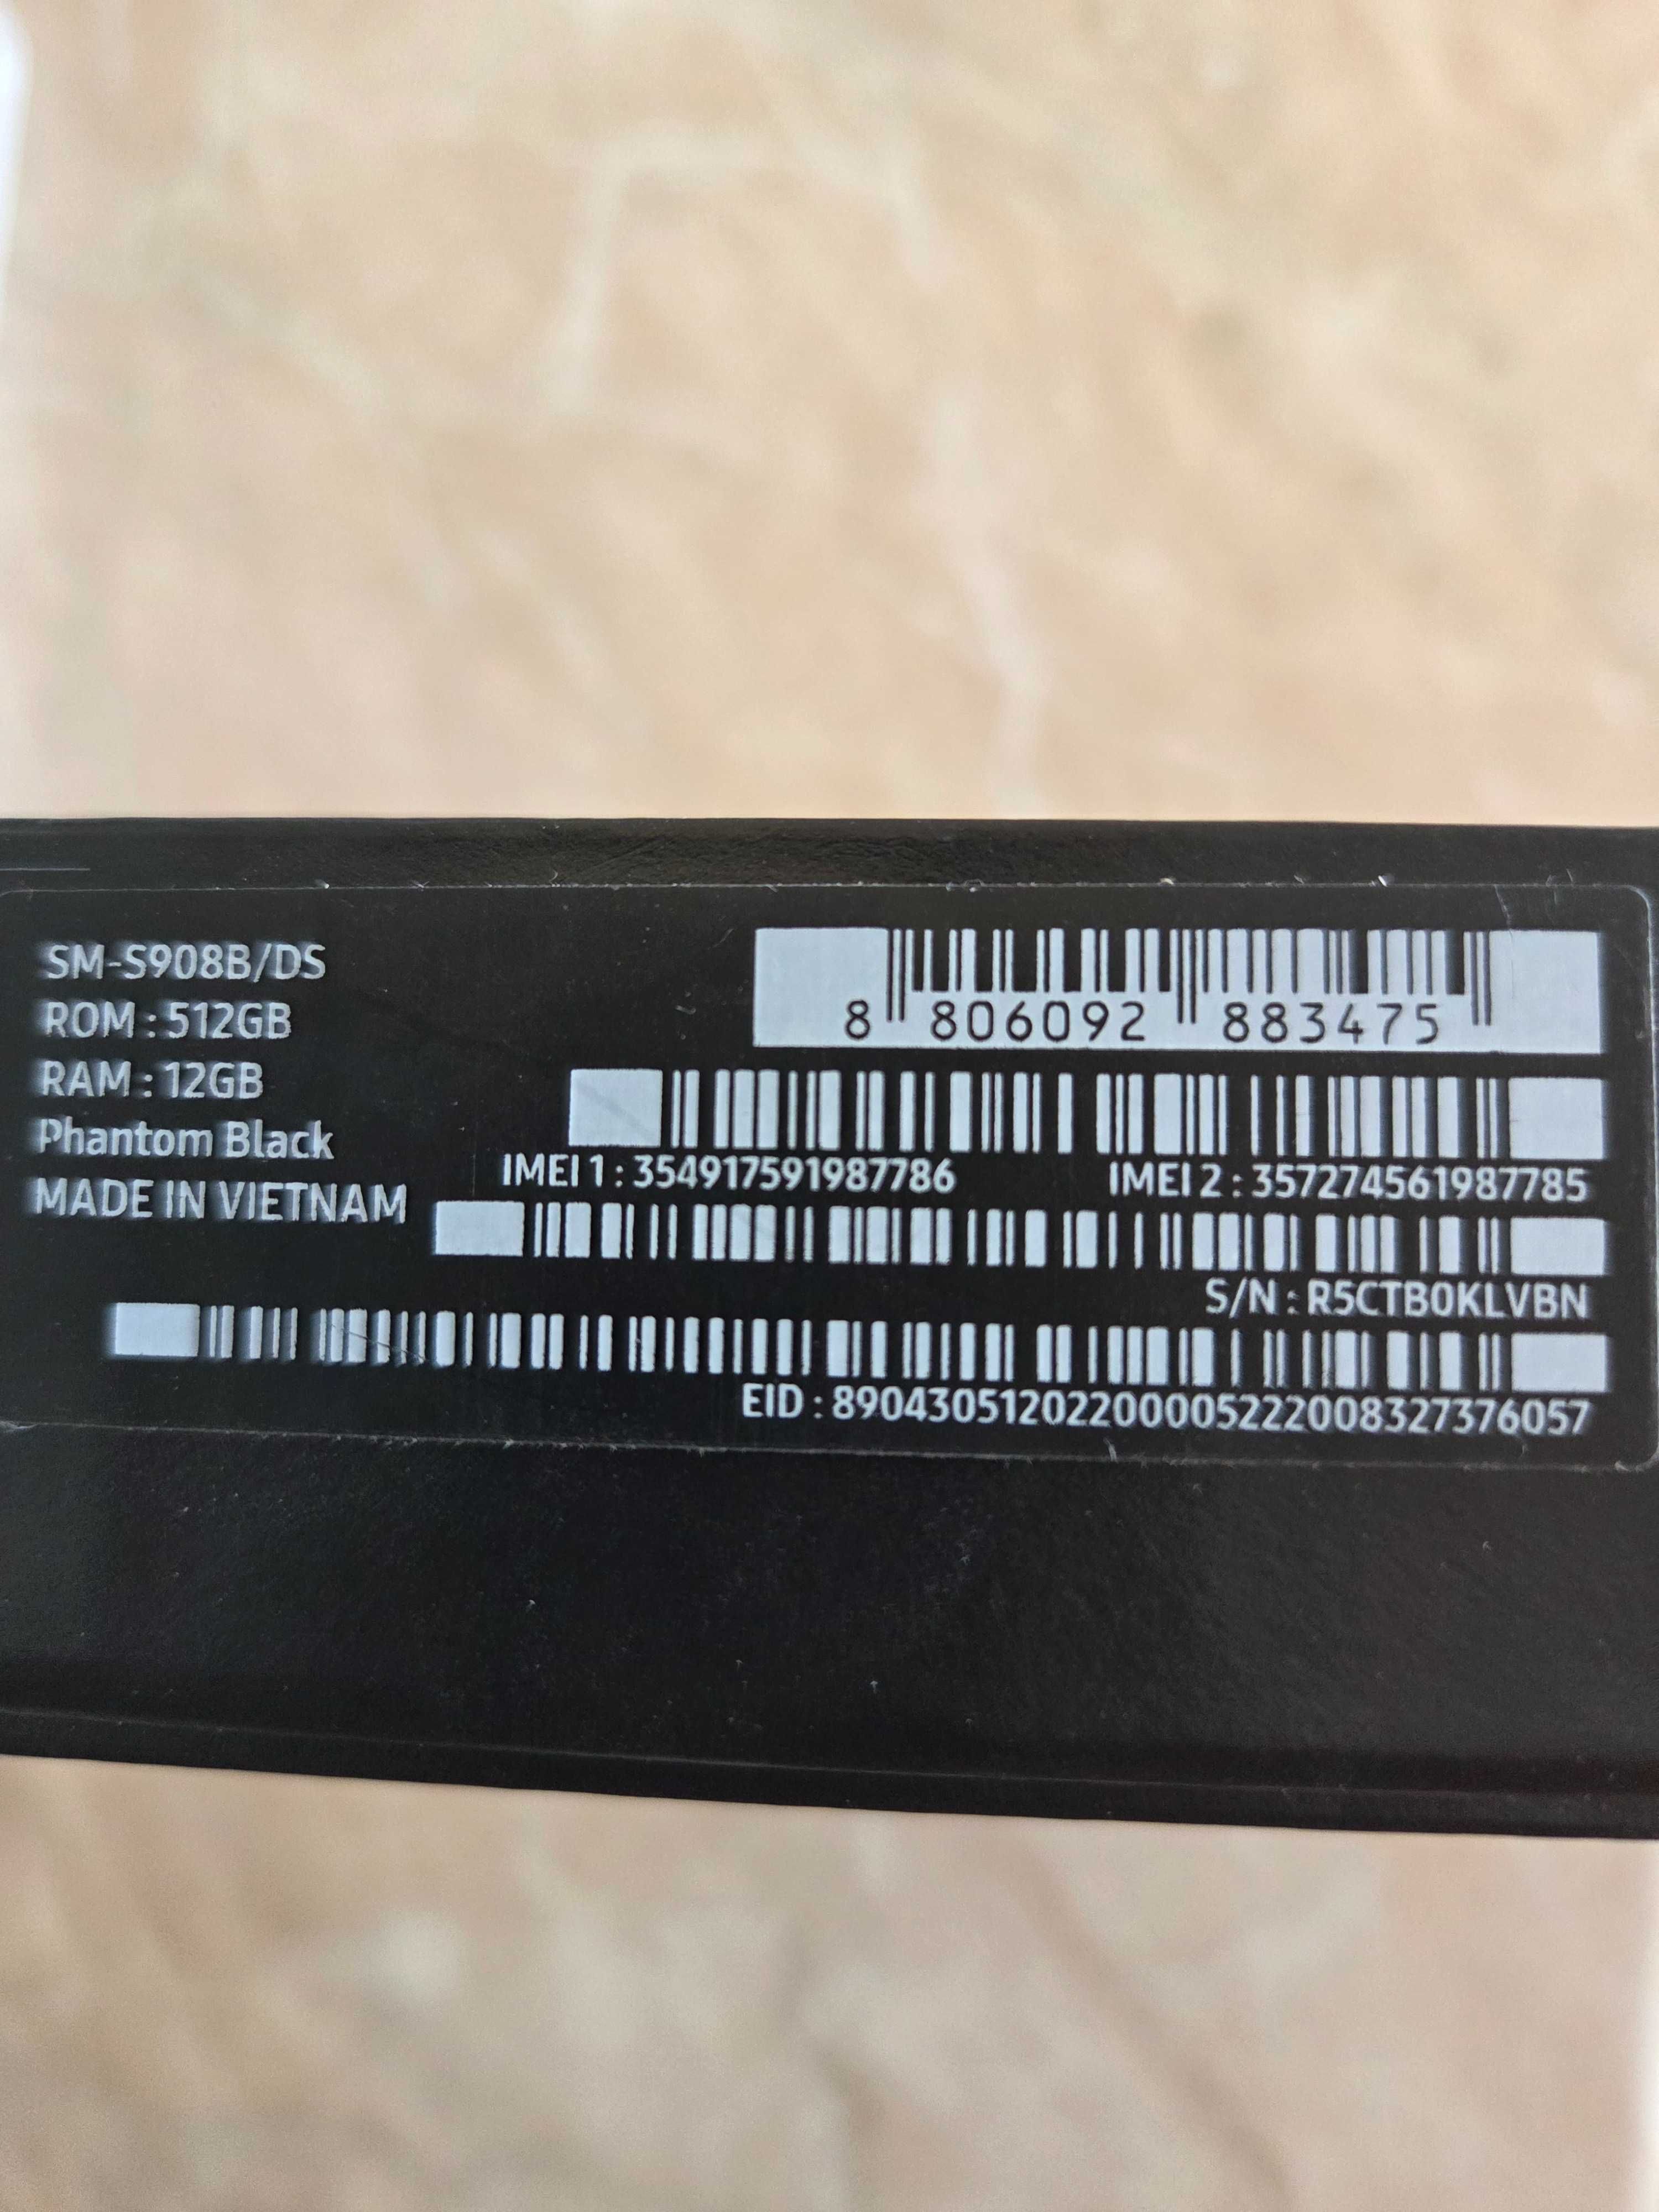 SM-S908B/DS
ROM : 512GB
RAM : 12GB
Phantom Black
MADE IN VIETNAM
8 806092 883475
IMEI 1 : 354917591987786
IMEI 2 : 357274561987785
S/N : R5CTB0KLVBN
EID : 89043051202200005222008327376057